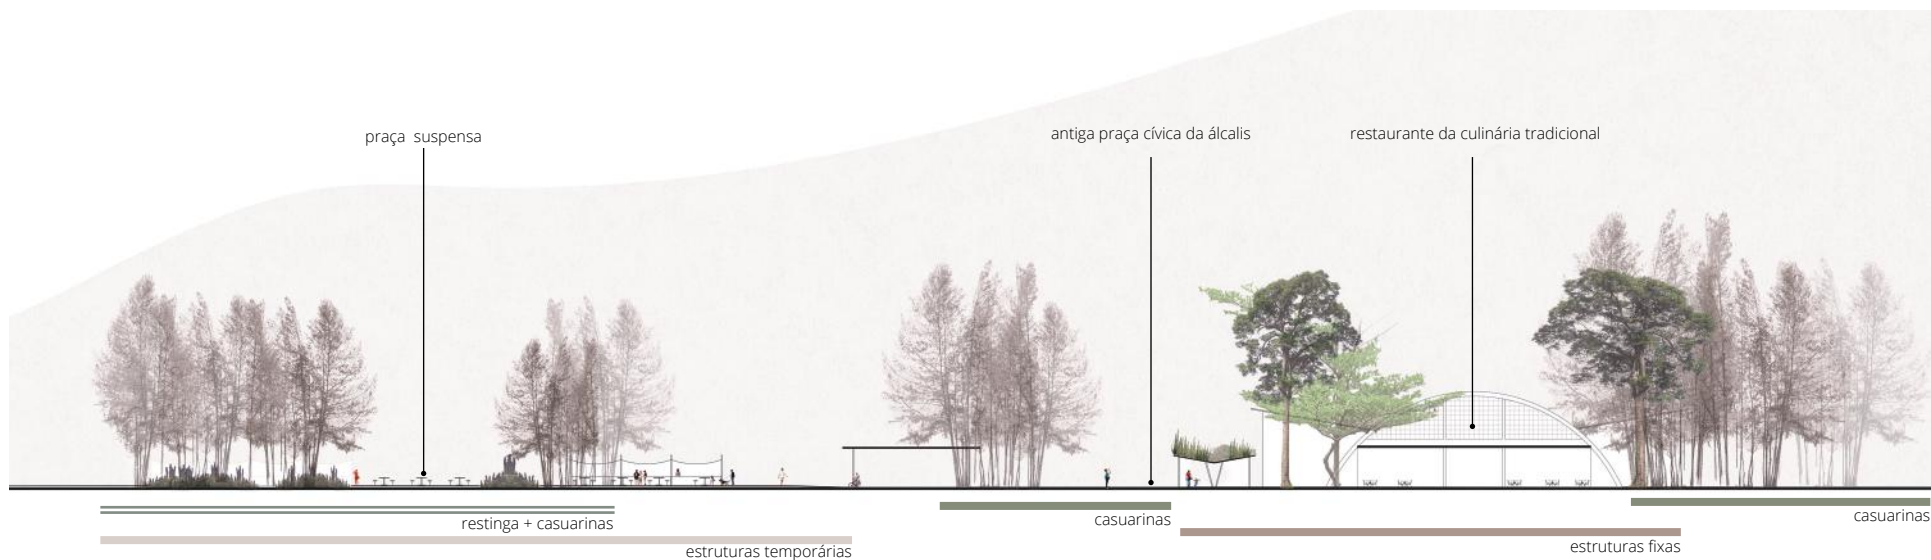 praça suspensa
antiga praça cívica da álcalis
restaurante da culinária tradicional
restinga + casuarinas
casuarinas
casuarinas
estruturas temporárias
estruturas fixas